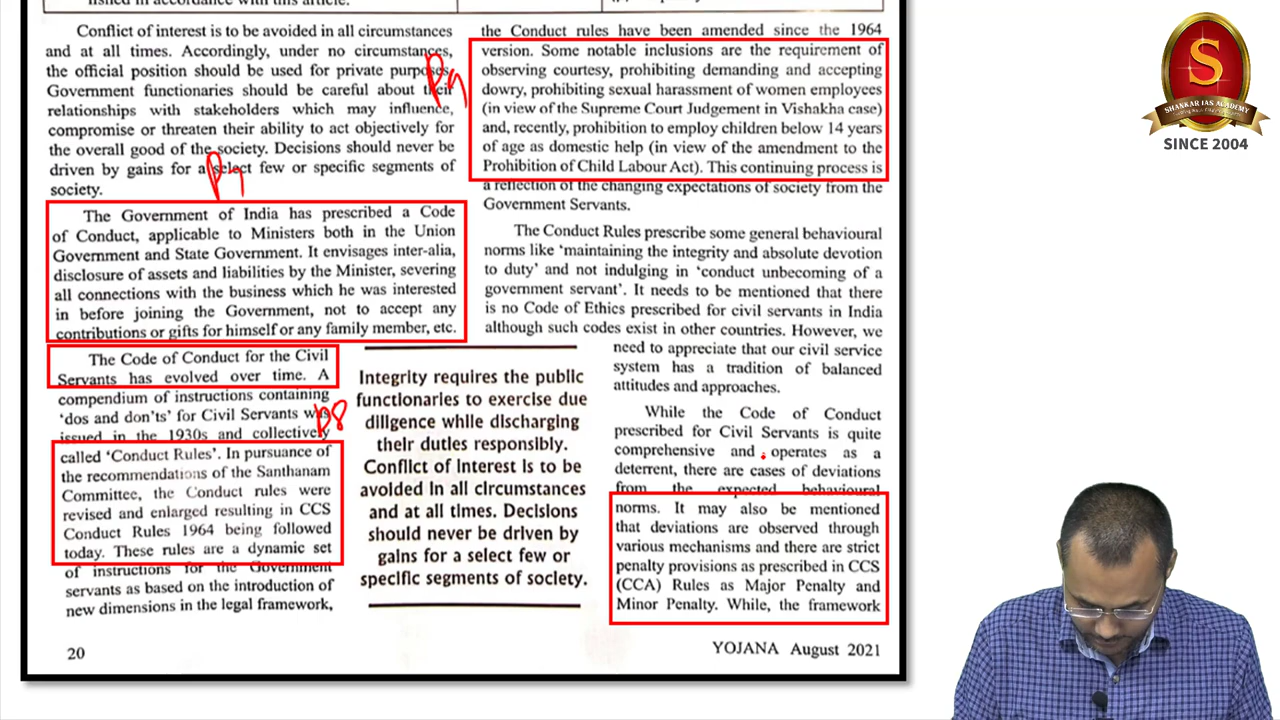 lished in accordance with this article.
Conflict of interest is to be avoided in all circumstances
and at all times. Accordingly, under no circumstances,
the official position should be used for private purposes.
Government functionaries should be careful about their
relationships with stakeholders which may influence,
compromise or threaten their ability to act objectively for
the overall good of the society. Decisions should never be
driven by gains for a select few or specific segments of
society.
The Government of India has prescribed a Code
of Conduct, applicable to Ministers both in the Union
Government and State Government. It envisages inter-alia,
disclosure of assets and liabilities by the Minister, severing
all connections with the business which he was interested
in before joining the Government, not to accept any
contributions or gifts for himself or any family member, etc.
The Code of Conduct for the Civil
Servants has evolved over time. A
compendium of instructions containing
'dos and don'ts' for Civil Servants was
issued in the 1930s and collectively
called 'Conduct Rules'. In pursuance of
the recommendations of the Santhanam
Committee, the Conduct rules were
revised and enlarged resulting in CCS
Conduct Rules 1964 being followed
today. These rules are a dynamic set
of instructions for the Government
servants as based on the introduction of
new dimensions in the legal framework,
Integrity requires the public
functionaries to exercise due
diligence while discharging
their duties responsibly.
Conflict of Interest is to be
avoided in all circumstances
and at all times. Decisions
should never be driven by
gains for a select few or
specific segments of society.
the Conduct rules have been amended since the 1964
version. Some notable inclusions are the requirement of
observing courtesy, prohibiting demanding and accepting
dowry, prohibiting sexual harassment of women employees
(in view of the Supreme Court Judgement in Vishakha case)
and, recently, prohibition to employ children below 14 years
of age as domestic help (in view of the amendment to the
Prohibition of Child Labour Act). This continuing process is
a reflection of the changing expectations of society from the
Government Servants.
The Conduct Rules prescribe some general behavioural
norms like 'maintaining the integrity and absolute devotion
to duty' and not indulging in 'conduct unbecoming of a
government servant'. It needs to be mentioned that there
is no Code of Ethics prescribed for civil servants in India
although such codes exist in other countries. However, we
need to appreciate that our civil service
system has a tradition of balanced
attitudes and approaches.
While the Code of Conduct
prescribed for Civil Servants is quite
comprehensive and operates as a
deterrent, there are cases of deviations
from the expected behavioural
norms. It may also be mentioned
that deviations are observed through
various mechanisms and there are strict
penalty provisions as prescribed in CCS
(CCA) Rules as Major Penalty and
Minor Penalty. While, the framework
20
YOJANA August 2021
S
SHANKAR IAS ACADEMY
SINCE 2004